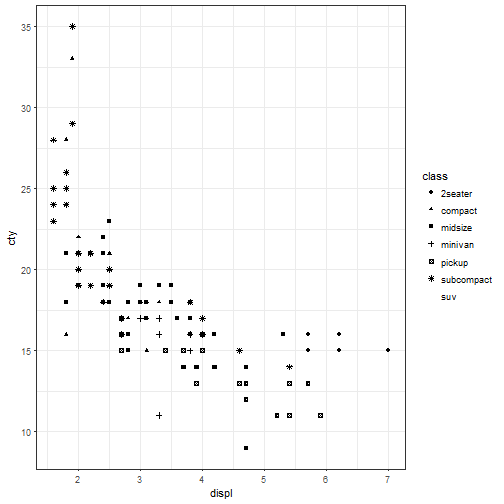 35
30
25
20
15
10
cty
2
3
4
5
6
7
displ
class
2seater
compact
midsize
minivan
pickup
subcompact
suv